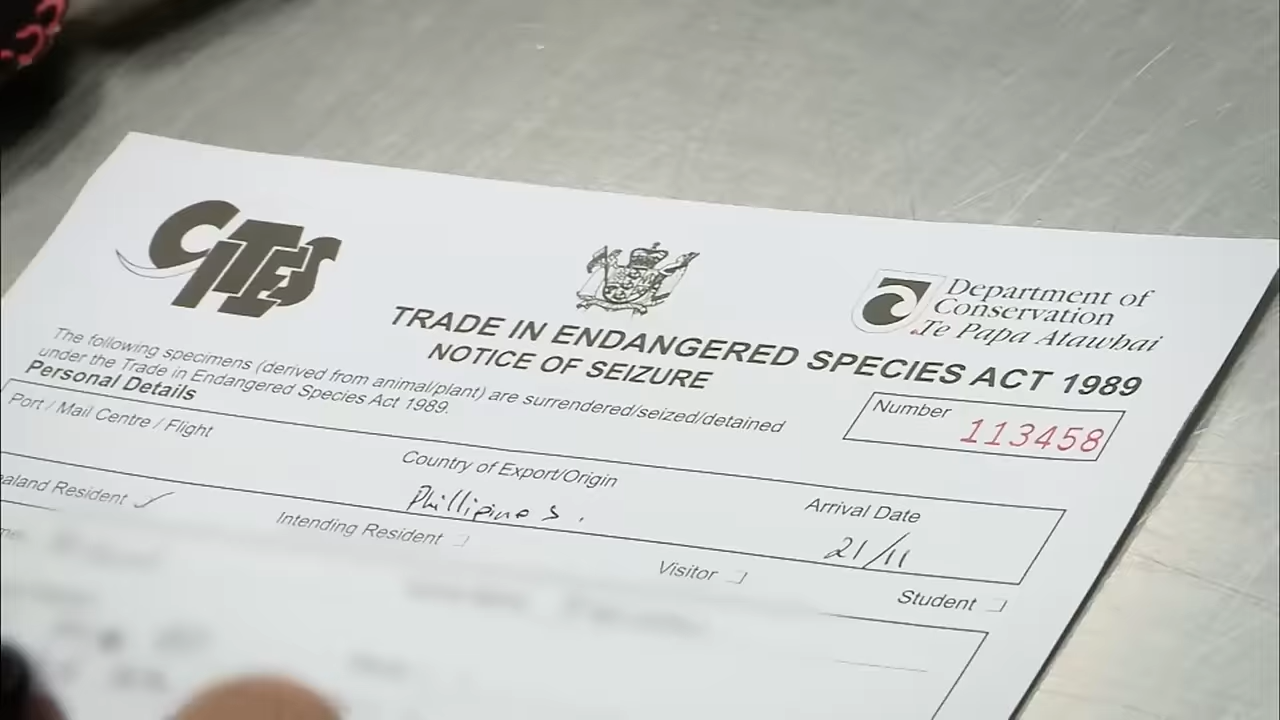 CITES
Department of
Conservation
Te Papa Atawhai
TRADE IN ENDANGERED SPECIES ACT 1989
NOTICE OF SEIZURE
The following specimens (derived from animal/plant) are surrendered/seized/detained
under the Trade in Endangered Species Act 1989.
Number 113458
Personal Details
Port / Mail Centre / Flight
Country of Export/Origin
Arrival Date
Phillipines.
21/11
Resident
Intending Resident
Visitor
Student